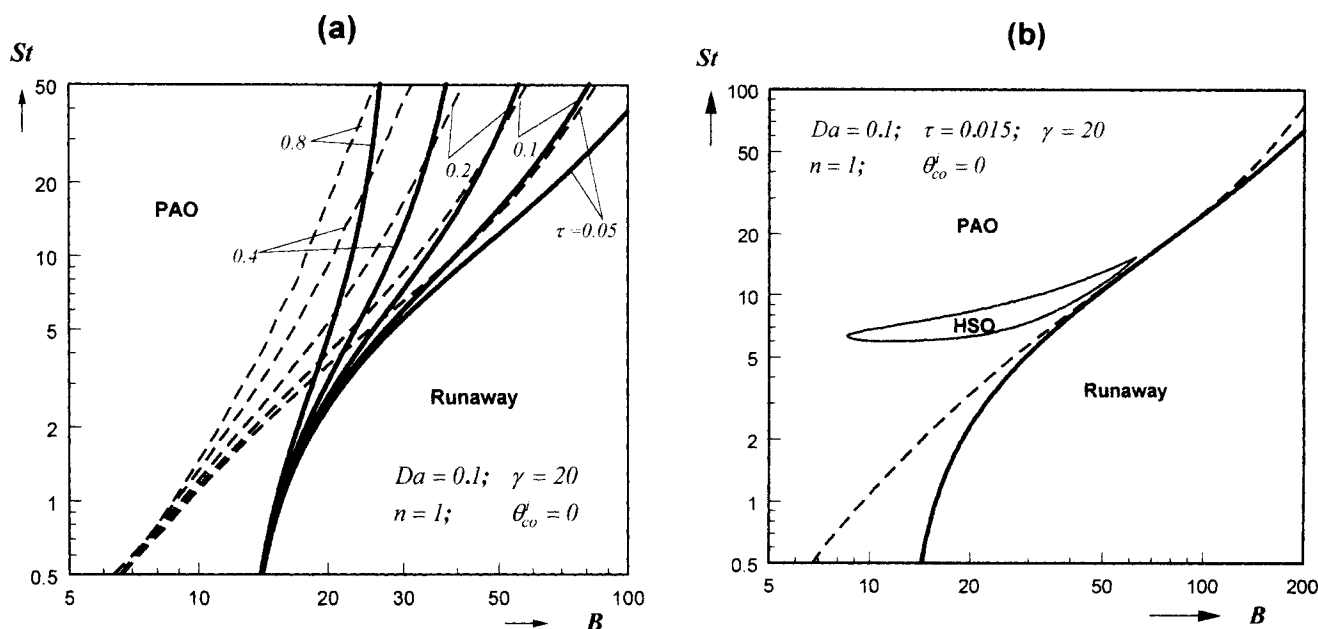 (a)
St
50
20
10
5
2
1
0.5
PAO
0.8
0.4
0.2
0.1
τ=0.05
Runaway
Da = 0.1; γ = 20
n = 1; θ^i_co = 0
5
10
20
30
50
100
B
(b)
St
100
50
20
10
5
2
1
0.5
Da = 0.1; τ = 0.015; γ = 20
n = 1; θ^i_co = 0
PAO
HSO
Runaway
5
10
20
50
100
200
B